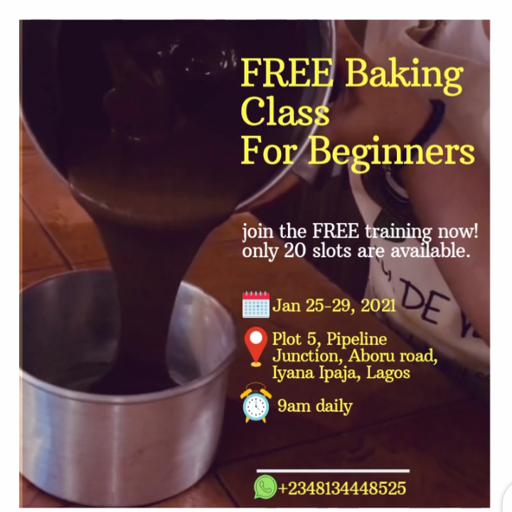 FREE Baking
Class
For Beginners
join the FREE training now!
only 20 slots are available.
Jan 25-29, 2021
Plot 5, Pipeline
Junction, Aboru road,
Iyana Ipaja, Lagos
9am daily
+2348134448525
DE